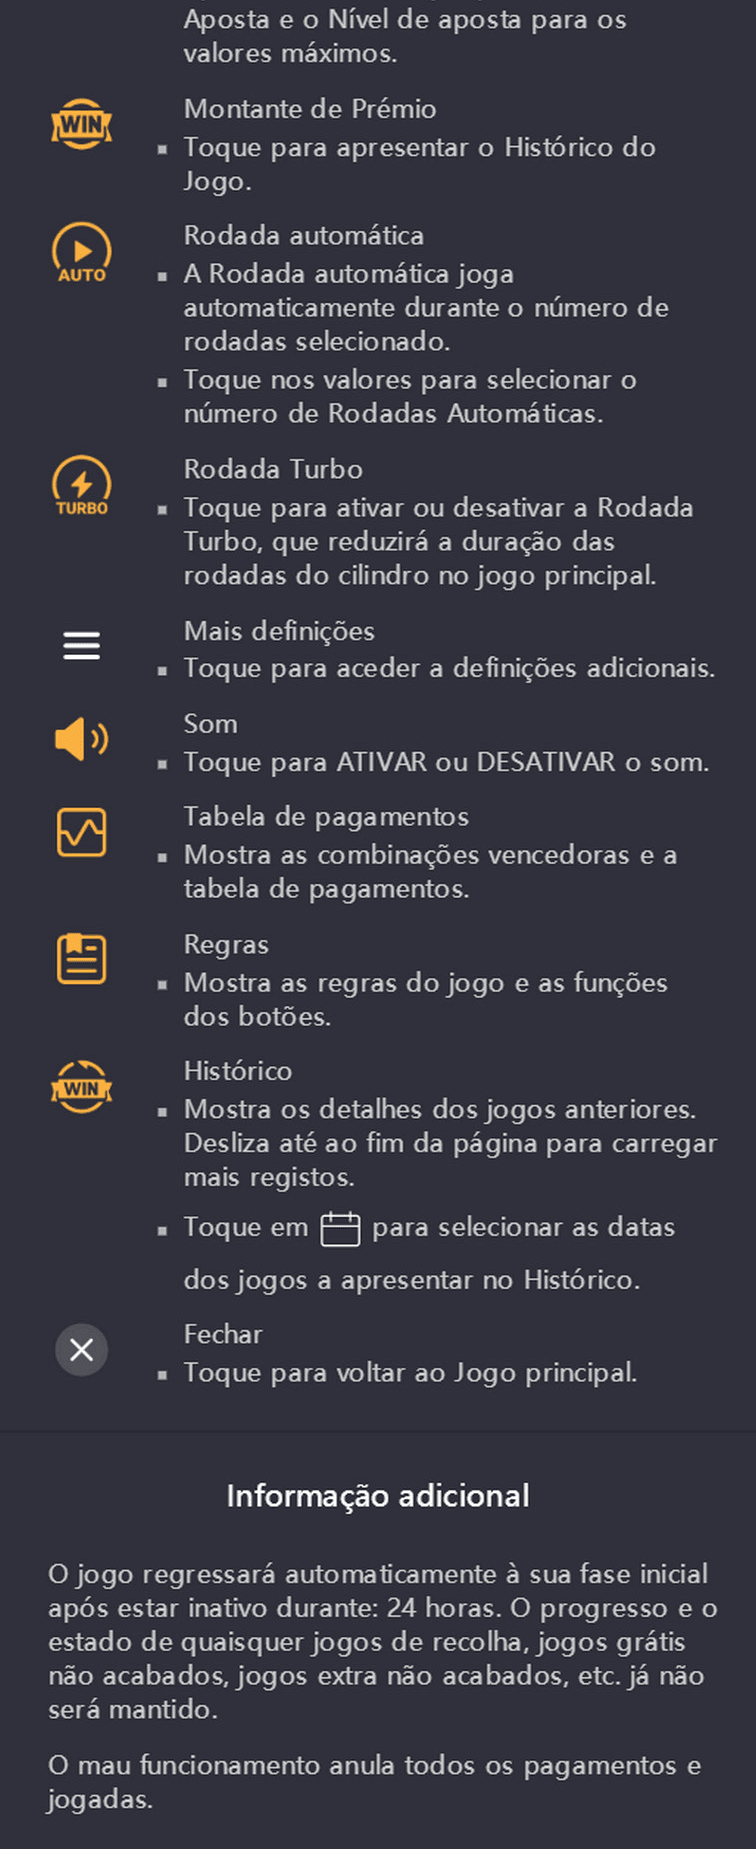 Aposta e o Nível de aposta para os
valores máximos.
WIN
Montante de Prémio
▪ Toque para apresentar o Histórico do
Jogo.
AUTO
Rodada automática
▪ A Rodada automática joga
automaticamente durante o número de
rodadas selecionado.
▪ Toque nos valores para selecionar o
número de Rodadas Automáticas.
TURBO
Rodada Turbo
▪ Toque para ativar ou desativar a Rodada
Turbo, que reduzirá a duração das
rodadas do cilindro no jogo principal.
Mais definições
▪ Toque para aceder a definições adicionais.
Som
▪ Toque para ATIVAR ou DESATIVAR o som.
Tabela de pagamentos
▪ Mostra as combinações vencedoras e a
tabela de pagamentos.
Regras
▪ Mostra as regras do jogo e as funções
dos botões.
WIN
Histórico
▪ Mostra os detalhes dos jogos anteriores.
Desliza até ao fim da página para carregar
mais registos.
▪ Toque em para selecionar as datas
dos jogos a apresentar no Histórico.
Fechar
▪ Toque para voltar ao Jogo principal.
Informação adicional
O jogo regressará automaticamente à sua fase inicial
após estar inativo durante: 24 horas. O progresso e o
estado de quaisquer jogos de recolha, jogos grátis
não acabados, jogos extra não acabados, etc. já não
será mantido.
O mau funcionamento anula todos os pagamentos e
jogadas.